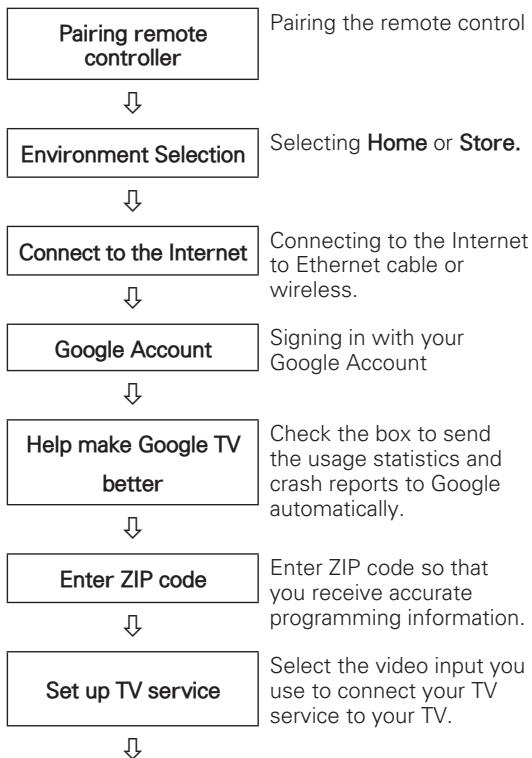 Pairing remote
controller
Pairing the remote control
Environment Selection
Selecting Home or Store.
Connect to the Internet
Connecting to the Internet
to Ethernet cable or
wireless.
Google Account
Signing in with your
Google Account
Help make Google TV
better
Check the box to send
the usage statistics and
crash reports to Google
automatically.
Enter ZIP code
Enter ZIP code so that
you receive accurate
programming information.
Set up TV service
Select the video input you
use to connect your TV
service to your TV.